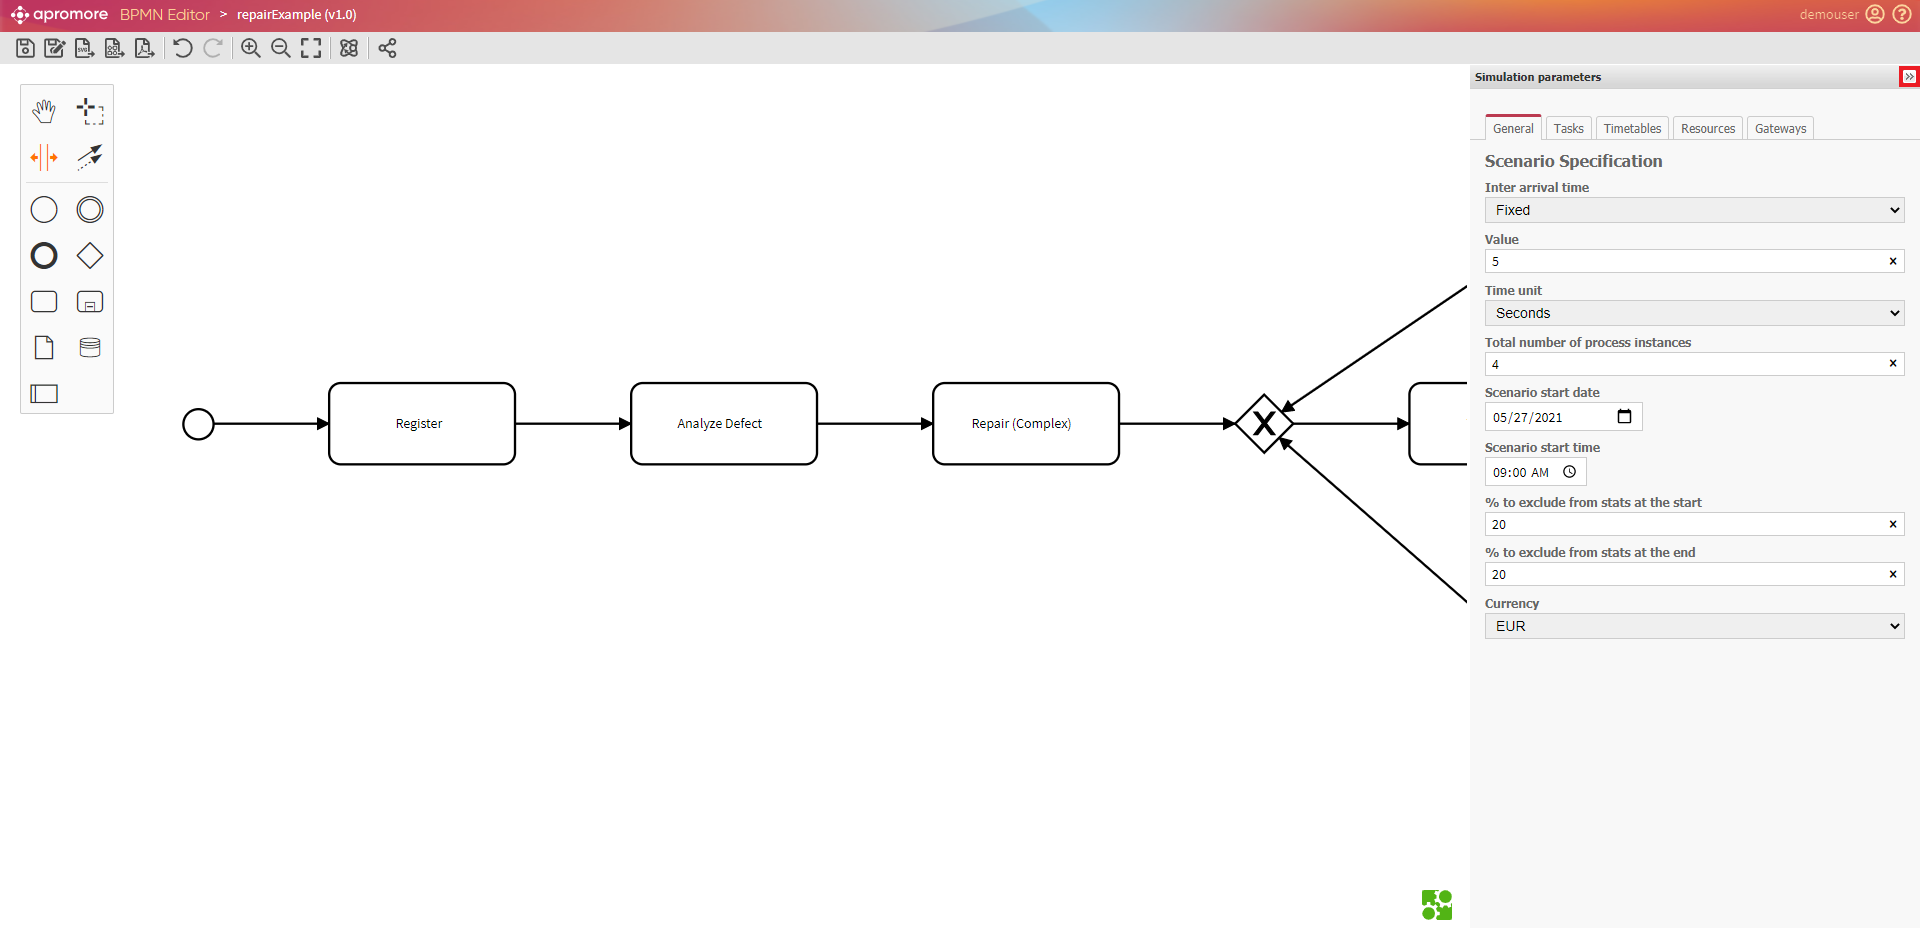 apromore BPMN Editor > repairExample (v1.0)
demouser
Simulation parameters
General Tasks Timetables Resources Gateways
Scenario Specification
Inter arrival time
Fixed
Value
5
Time unit
Seconds
Total number of process instances
4
Scenario start date
05/27/2021
Scenario start time
09:00 AM
% to exclude from stats at the start
20
% to exclude from stats at the end
20
Currency
EUR
Register
Analyze Defect
Repair (Complex)
X